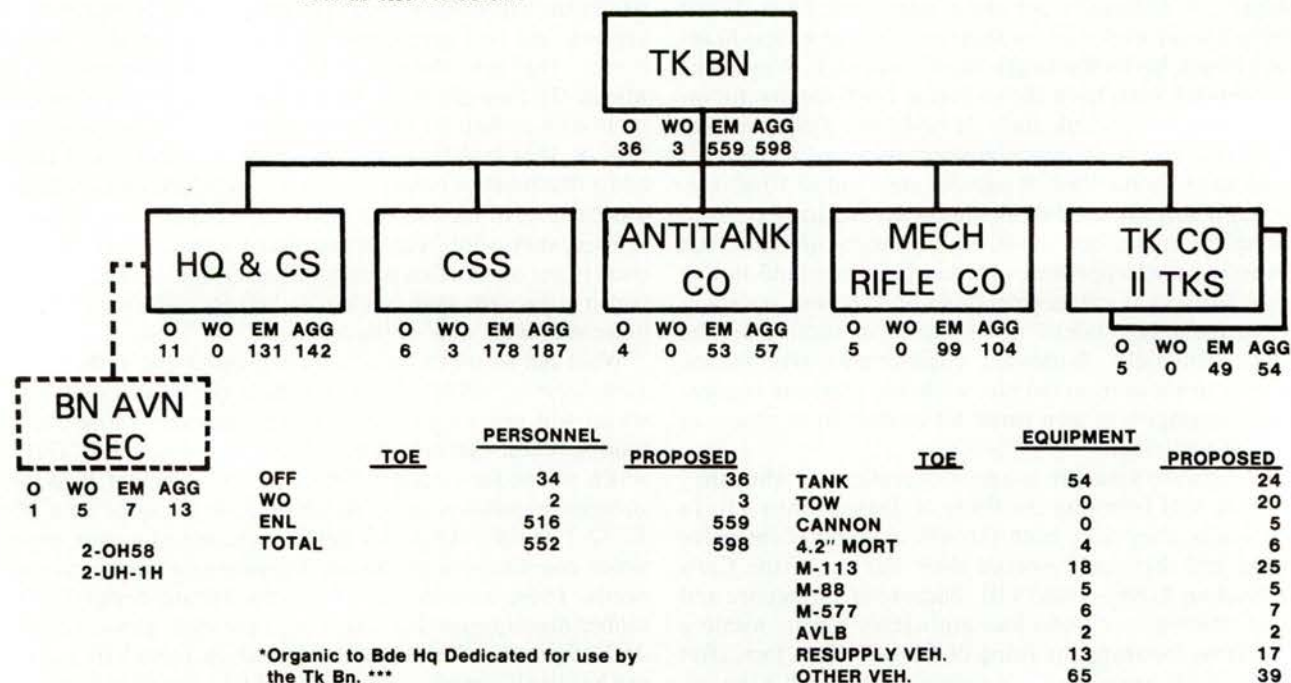 TK BN
O WO EM AGG
36 3 559 598
HQ & CS
O WO EM AGG
11 0 131 142
CSS
O WO EM AGG
6 3 178 187
ANTITANK
CO
O WO EM AGG
4 0 53 57
MECH
RIFLE CO
O WO EM AGG
5 0 99 104
TK CO
II TKS
O WO EM AGG
5 0 49 54
BN AVN
SEC
O WO EM AGG
1 5 7 13
2-OH58
2-UH-1H
PERSONNEL
TOE PROPOSED
OFF 34 36
WO 2 3
ENL 516 559
TOTAL 552 598
EQUIPMENT
TOE PROPOSED
TANK 54 24
TOW 0 20
CANNON 0 5
4.2" MORT 4 6
M-113 18 25
M-88 5 5
M-577 6 7
AVLB 2 2
RESUPPLY VEH. 13 17
OTHER VEH. 65 39
*Organic to Bde Hq Dedicated for use by
the Tk Bn. ***